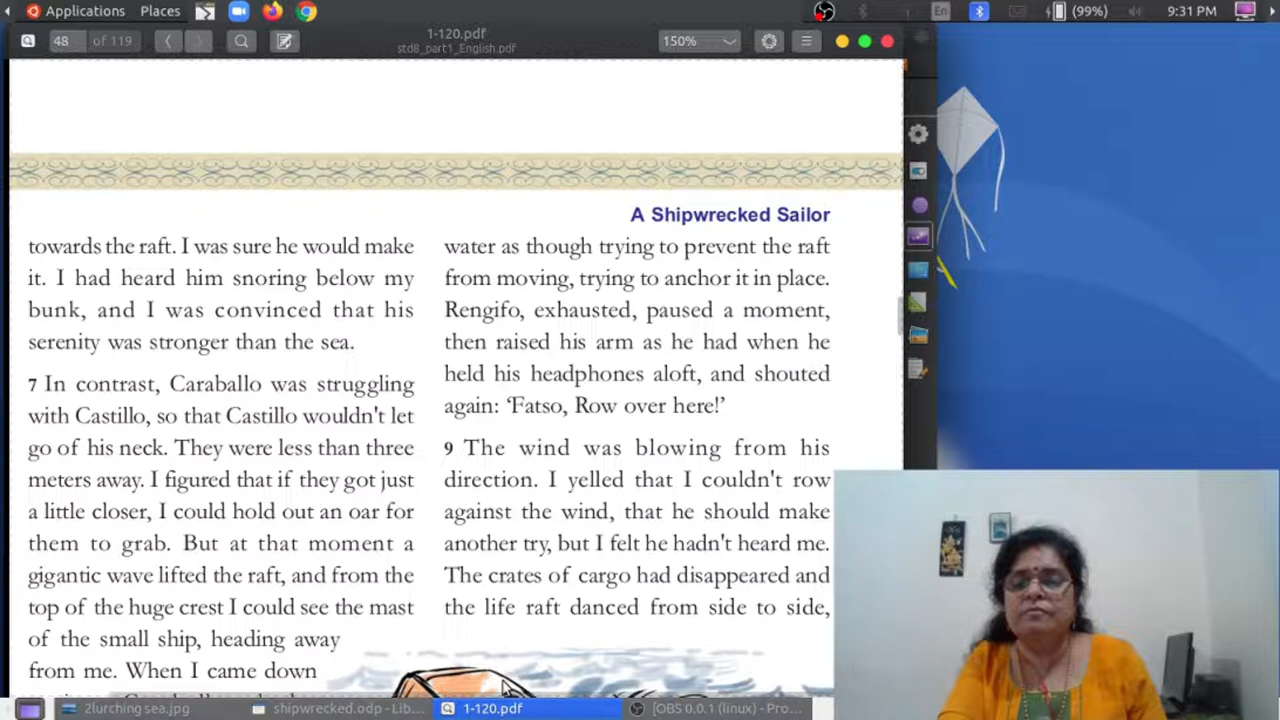 Applications Places En (99%) 9:31 PM
48 of 119 1-120.pdf 150%
std8_part1_English.pdf
A Shipwrecked Sailor
towards the raft. I was sure he would make
it. I had heard him snoring below my
bunk, and I was convinced that his
serenity was stronger than the sea.
7 In contrast, Caraballo was struggling
with Castillo, so that Castillo wouldn't let
go of his neck. They were less than three
meters away. I figured that if they got just
a little closer, I could hold out an oar for
them to grab. But at that moment a
gigantic wave lifted the raft, and from the
top of the huge crest I could see the mast
of the small ship, heading away
from me. When I came down
water as though trying to prevent the raft
from moving, trying to anchor it in place.
Rengifo, exhausted, paused a moment,
then raised his arm as he had when he
held his headphones aloft, and shouted
again: ‘Fatso, Row over here!’
9 The wind was blowing from his
direction. I yelled that I couldn't row
against the wind, that he should make
another try, but I felt he hadn't heard me.
The crates of cargo had disappeared and
the life raft danced from side to side,
2lurching sea.jpg shipwrecked.odp - Lib... 1-120.pdf [OBS 0.0.1 (linux) - Pro...